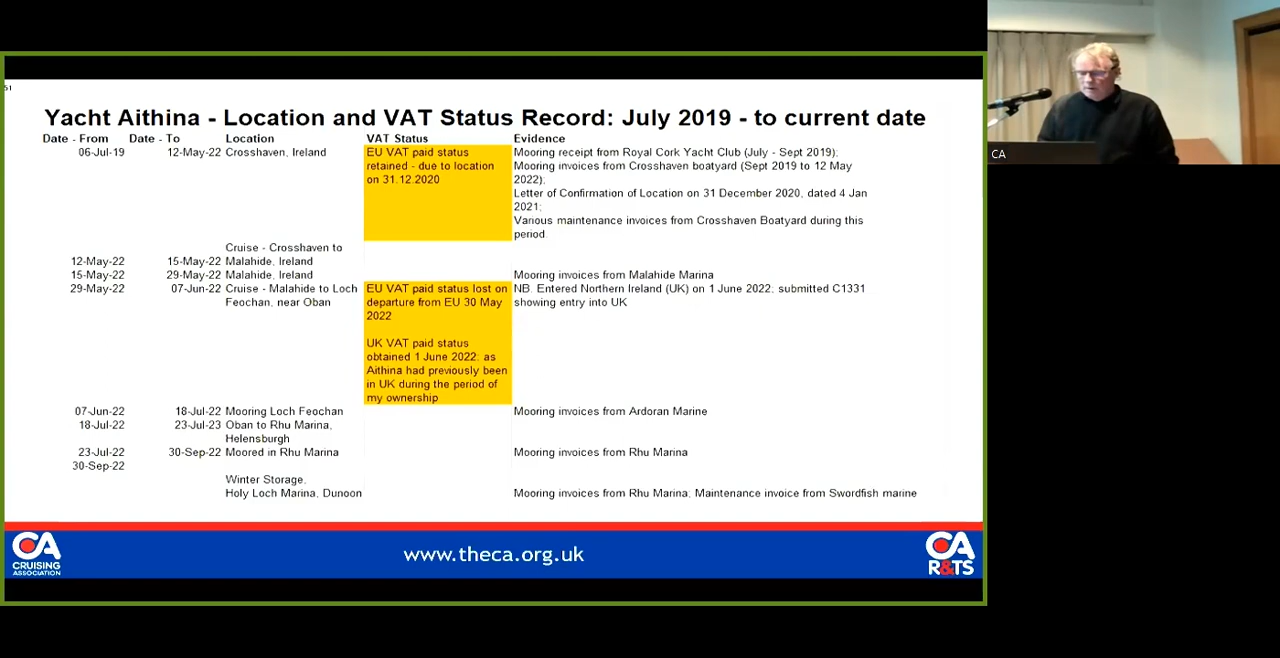 51
Yacht Aithina - Location and VAT Status Record: July 2019 - to current date
Date - From Date - To Location VAT Status Evidence
06-Jul-19 12-May-22 Crosshaven, Ireland EU VAT paid status Mooring receipt from Royal Cork Yacht Club (July - Sept 2019);
retained - due to location Mooring invoices from Crosshaven boatyard (Sept 2019 to 12 May
on 31.12.2020 2022);
Letter of Confirmation of Location on 31 December 2020, dated 4 Jan
2021;
Various maintenance invoices from Crosshaven Boatyard during this
period.
Cruise - Crosshaven to
12-May-22 15-May-22 Malahide, Ireland
15-May-22 29-May-22 Malahide, Ireland Mooring invoices from Malahide Marina
29-May-22 07-Jun-22 Cruise - Malahide to Loch EU VAT paid status lost on NB. Entered Northern Ireland (UK) on 1 June 2022; submitted C1331
Feochan, near Oban departure from EU 30 May showing entry into UK
2022
UK VAT paid status
obtained 1 June 2022: as
Aithina had previously been
in UK during the period of
my ownership
07-Jun-22 18-Jul-22 Mooring Loch Feochan Mooring invoices from Ardoran Marine
18-Jul-22 23-Jul-23 Oban to Rhu Marina,
Helensburgh
23-Jul-22 30-Sep-22 Moored in Rhu Marina Mooring invoices from Rhu Marina
30-Sep-22
Winter Storage,
Holy Loch Marina, Dunoon Mooring invoices from Rhu Marina. Maintenance invoice from Swordfish marine
CA
CRUISING
ASSOCIATION
www.theca.org.uk
CA
R&TS
CA